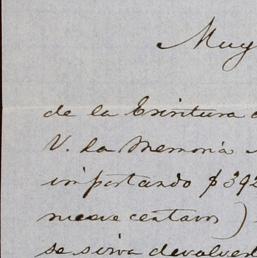 Muy
de la Escritura
V. la Memoria
importando $ 392
nueve centavos)
se sirva devolver